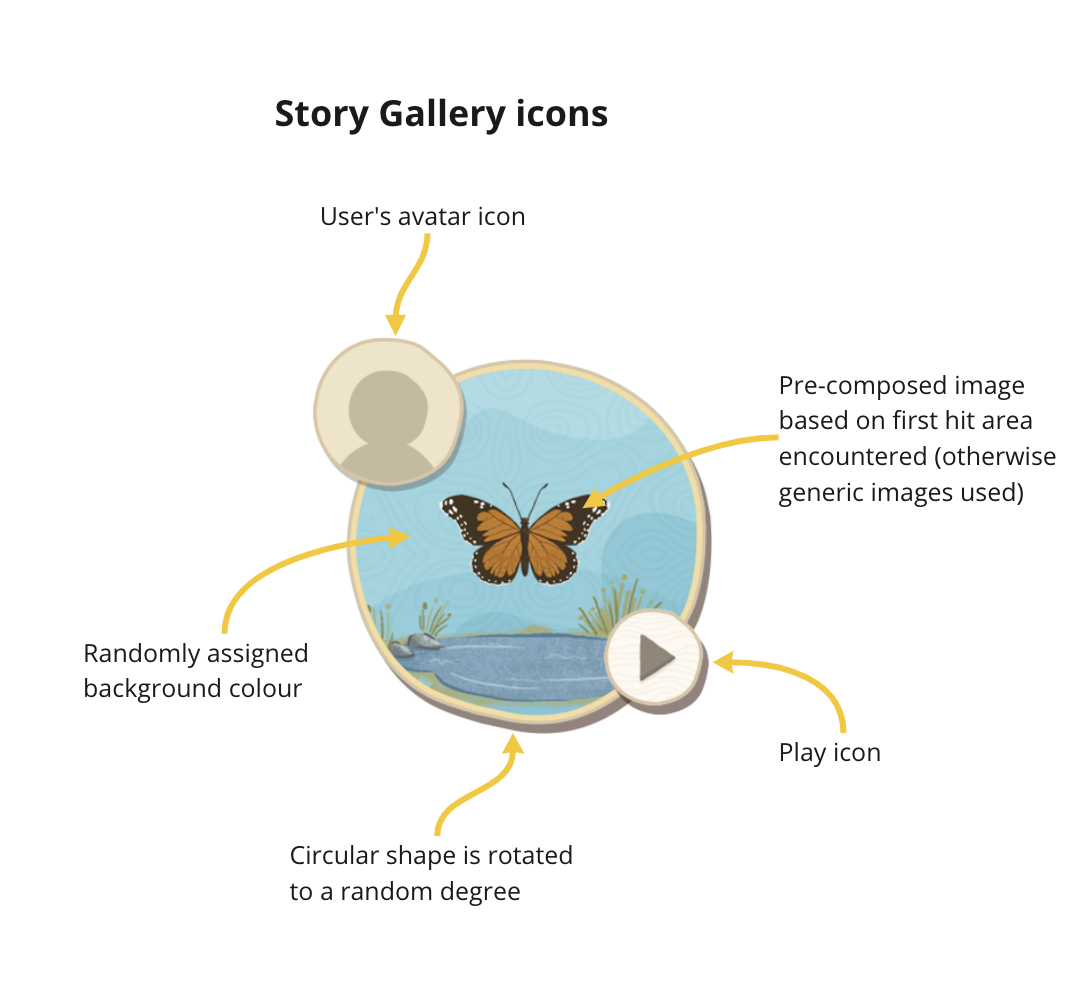 Story Gallery icons
User's avatar icon
Pre-composed image
based on first hit area
encountered (otherwise
generic images used)
Randomly assigned
background colour
Play icon
Circular shape is rotated
to a random degree